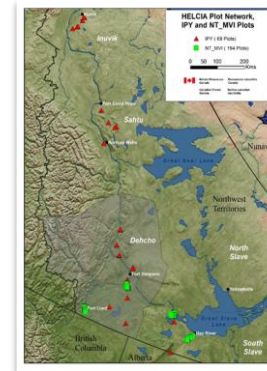 HELCIA Plot Network,
IPY and NT_MVI Plots
IPY ( 69 Plots)
NT_MVI ( 194 Plots)
0 50 100 200
Inuvik
Fort Good Hope
Sahtu
Norman Wells
Great Bear Lake
Northwest
Territories
Dehcho
North
Slave
Fort Simpson
Yellowknife
Fort Liard
Great Slave
Lake
Hay River
British
Columbia
Alberta
South
Slave